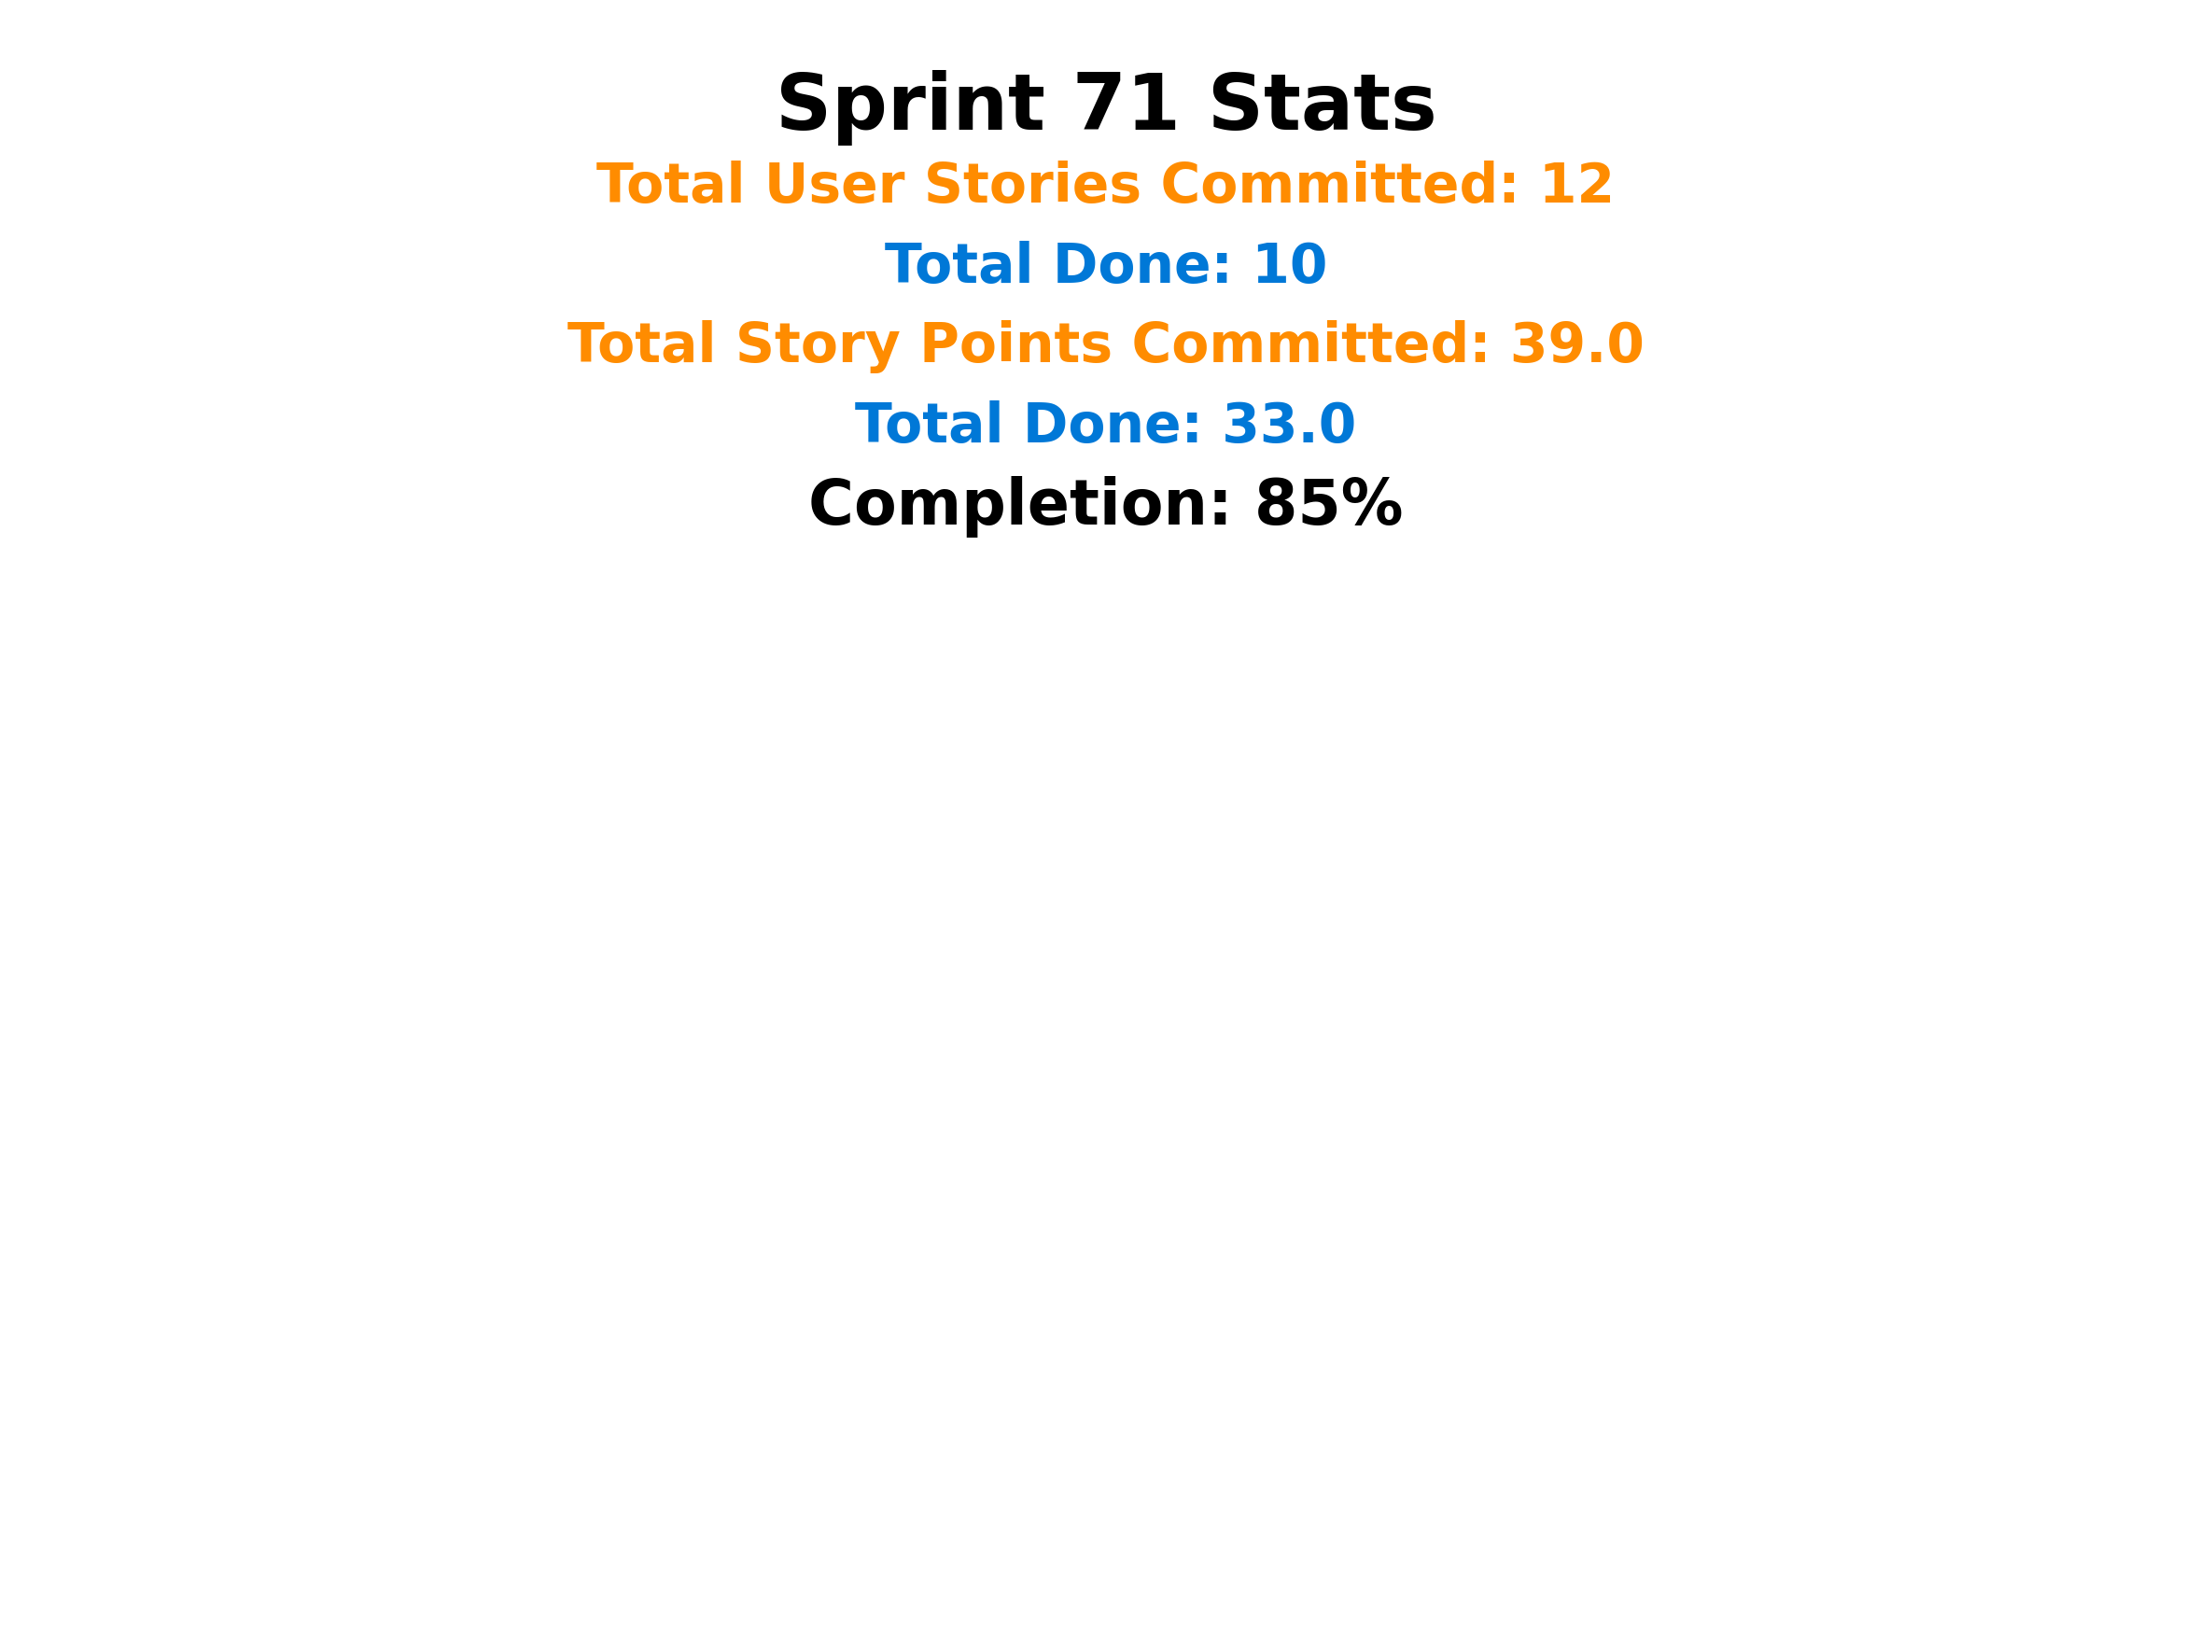 Sprint 71 Stats
Total User Stories Committed: 12
Total Done: 10
Total Story Points Committed: 39.0
Total Done: 33.0
Completion: 85%